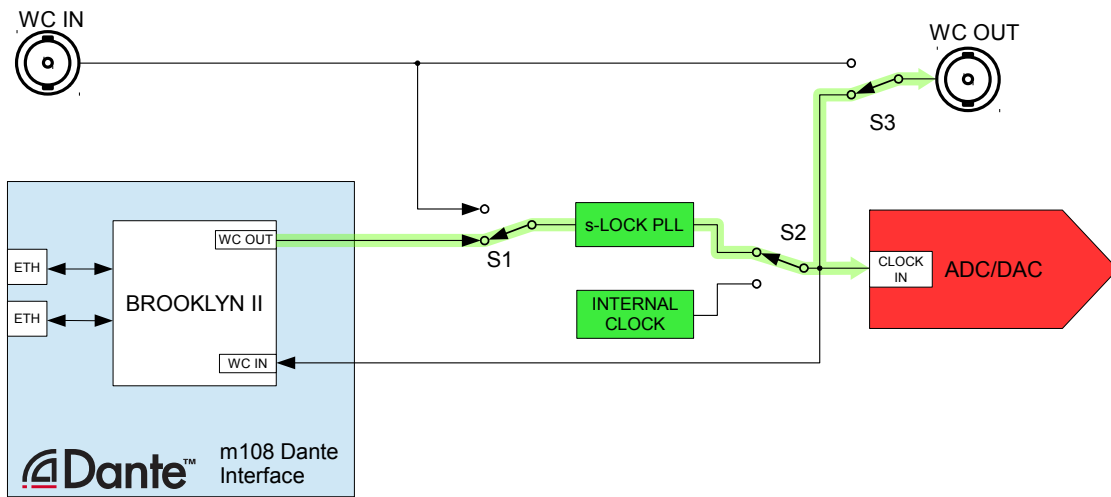 WC IN
WC OUT
S3
WC OUT
S1
s-LOCK PLL
S2
ETH
ETH
BROOKLYN II
INTERNAL
CLOCK
CLOCK
IN
ADC/DAC
WC IN
Dante™
m108 Dante
Interface